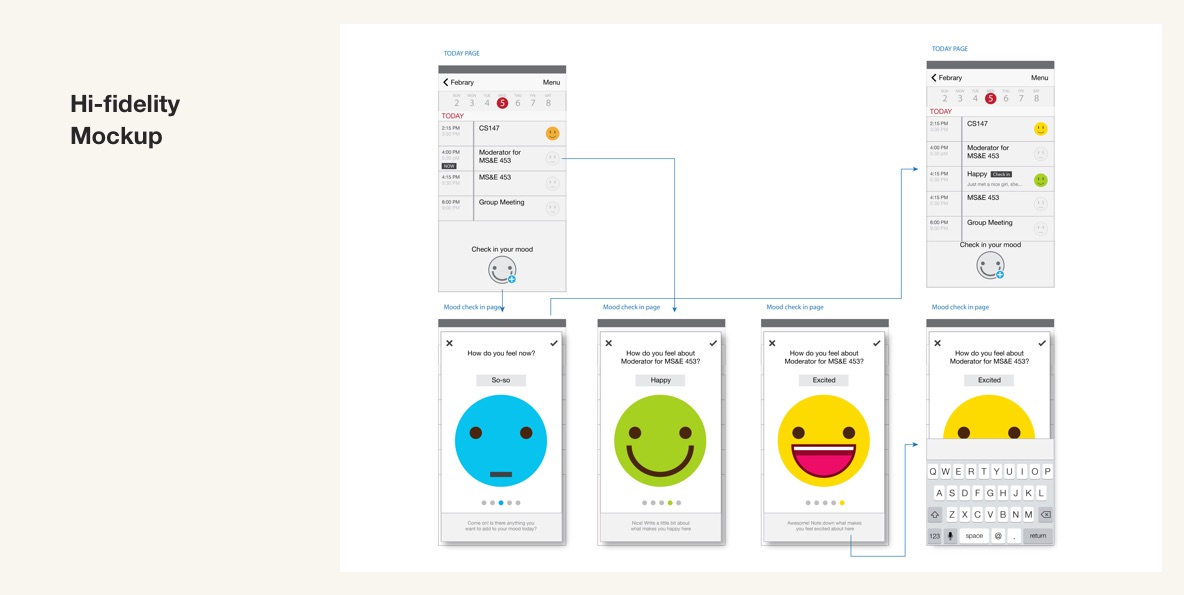 Hi-fidelity
Mockup
TODAY PAGE
Febrary
Menu
SUN MON TUE WED THU FRI SAT
2 3 4 5 6 7 8
TODAY
2:15 PM
3:30 PM
CS147
4:00 PM
NOW
Moderator for
MS&E 453
4:15 PM
5:30 PM
MS&E 453
8:00 PM
9:00 PM
Group Meeting
Check in your mood
TODAY PAGE
Febrary
Menu
SUN MON TUE WED THU FRI SAT
2 3 4 5 6 7 8
TODAY
2:15 PM
3:30 PM
CS147
4:00 PM
Moderator for
MS&E 453
4:15 PM
5:30 PM
Happy Check in
Just met a nice girl, she...
4:15 PM
5:30 PM
MS&E 453
8:00 PM
9:00 PM
Group Meeting
Check in your mood
Mood check in page
How do you feel now?
So-so
Come on! Is there anything you
want to add to your mood today?
Mood check in page
How do you feel about
Moderator for MS&E 453?
Happy
Nice! Write a little bit about
what makes you happy here
Mood check in page
How do you feel about
Moderator for MS&E 453?
Excited
Awesome! Note down what makes
you feel excited about here
Mood check in page
How do you feel about
Moderator for MS&E 453?
Excited
Q W E R T Y U I O P
A S D F G H J K L
Z X C V B N M
123 space @ . return